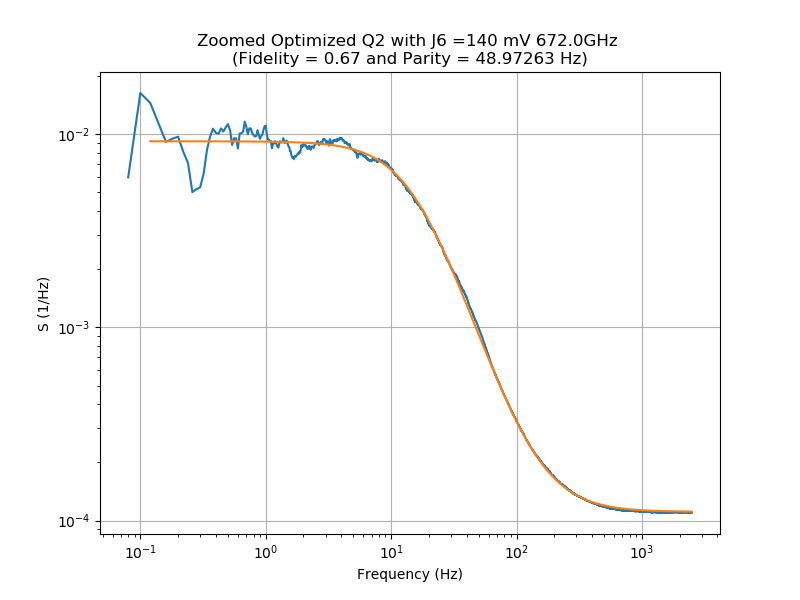 Zoomed Optimized Q2 with J6 =140 mV 672.0GHz
(Fidelity = 0.67 and Parity = 48.97263 Hz)
S (1/Hz)
10⁻²
10⁻³
10⁻⁴
10⁻¹ 10⁰ 10¹ 10² 10³
Frequency (Hz)